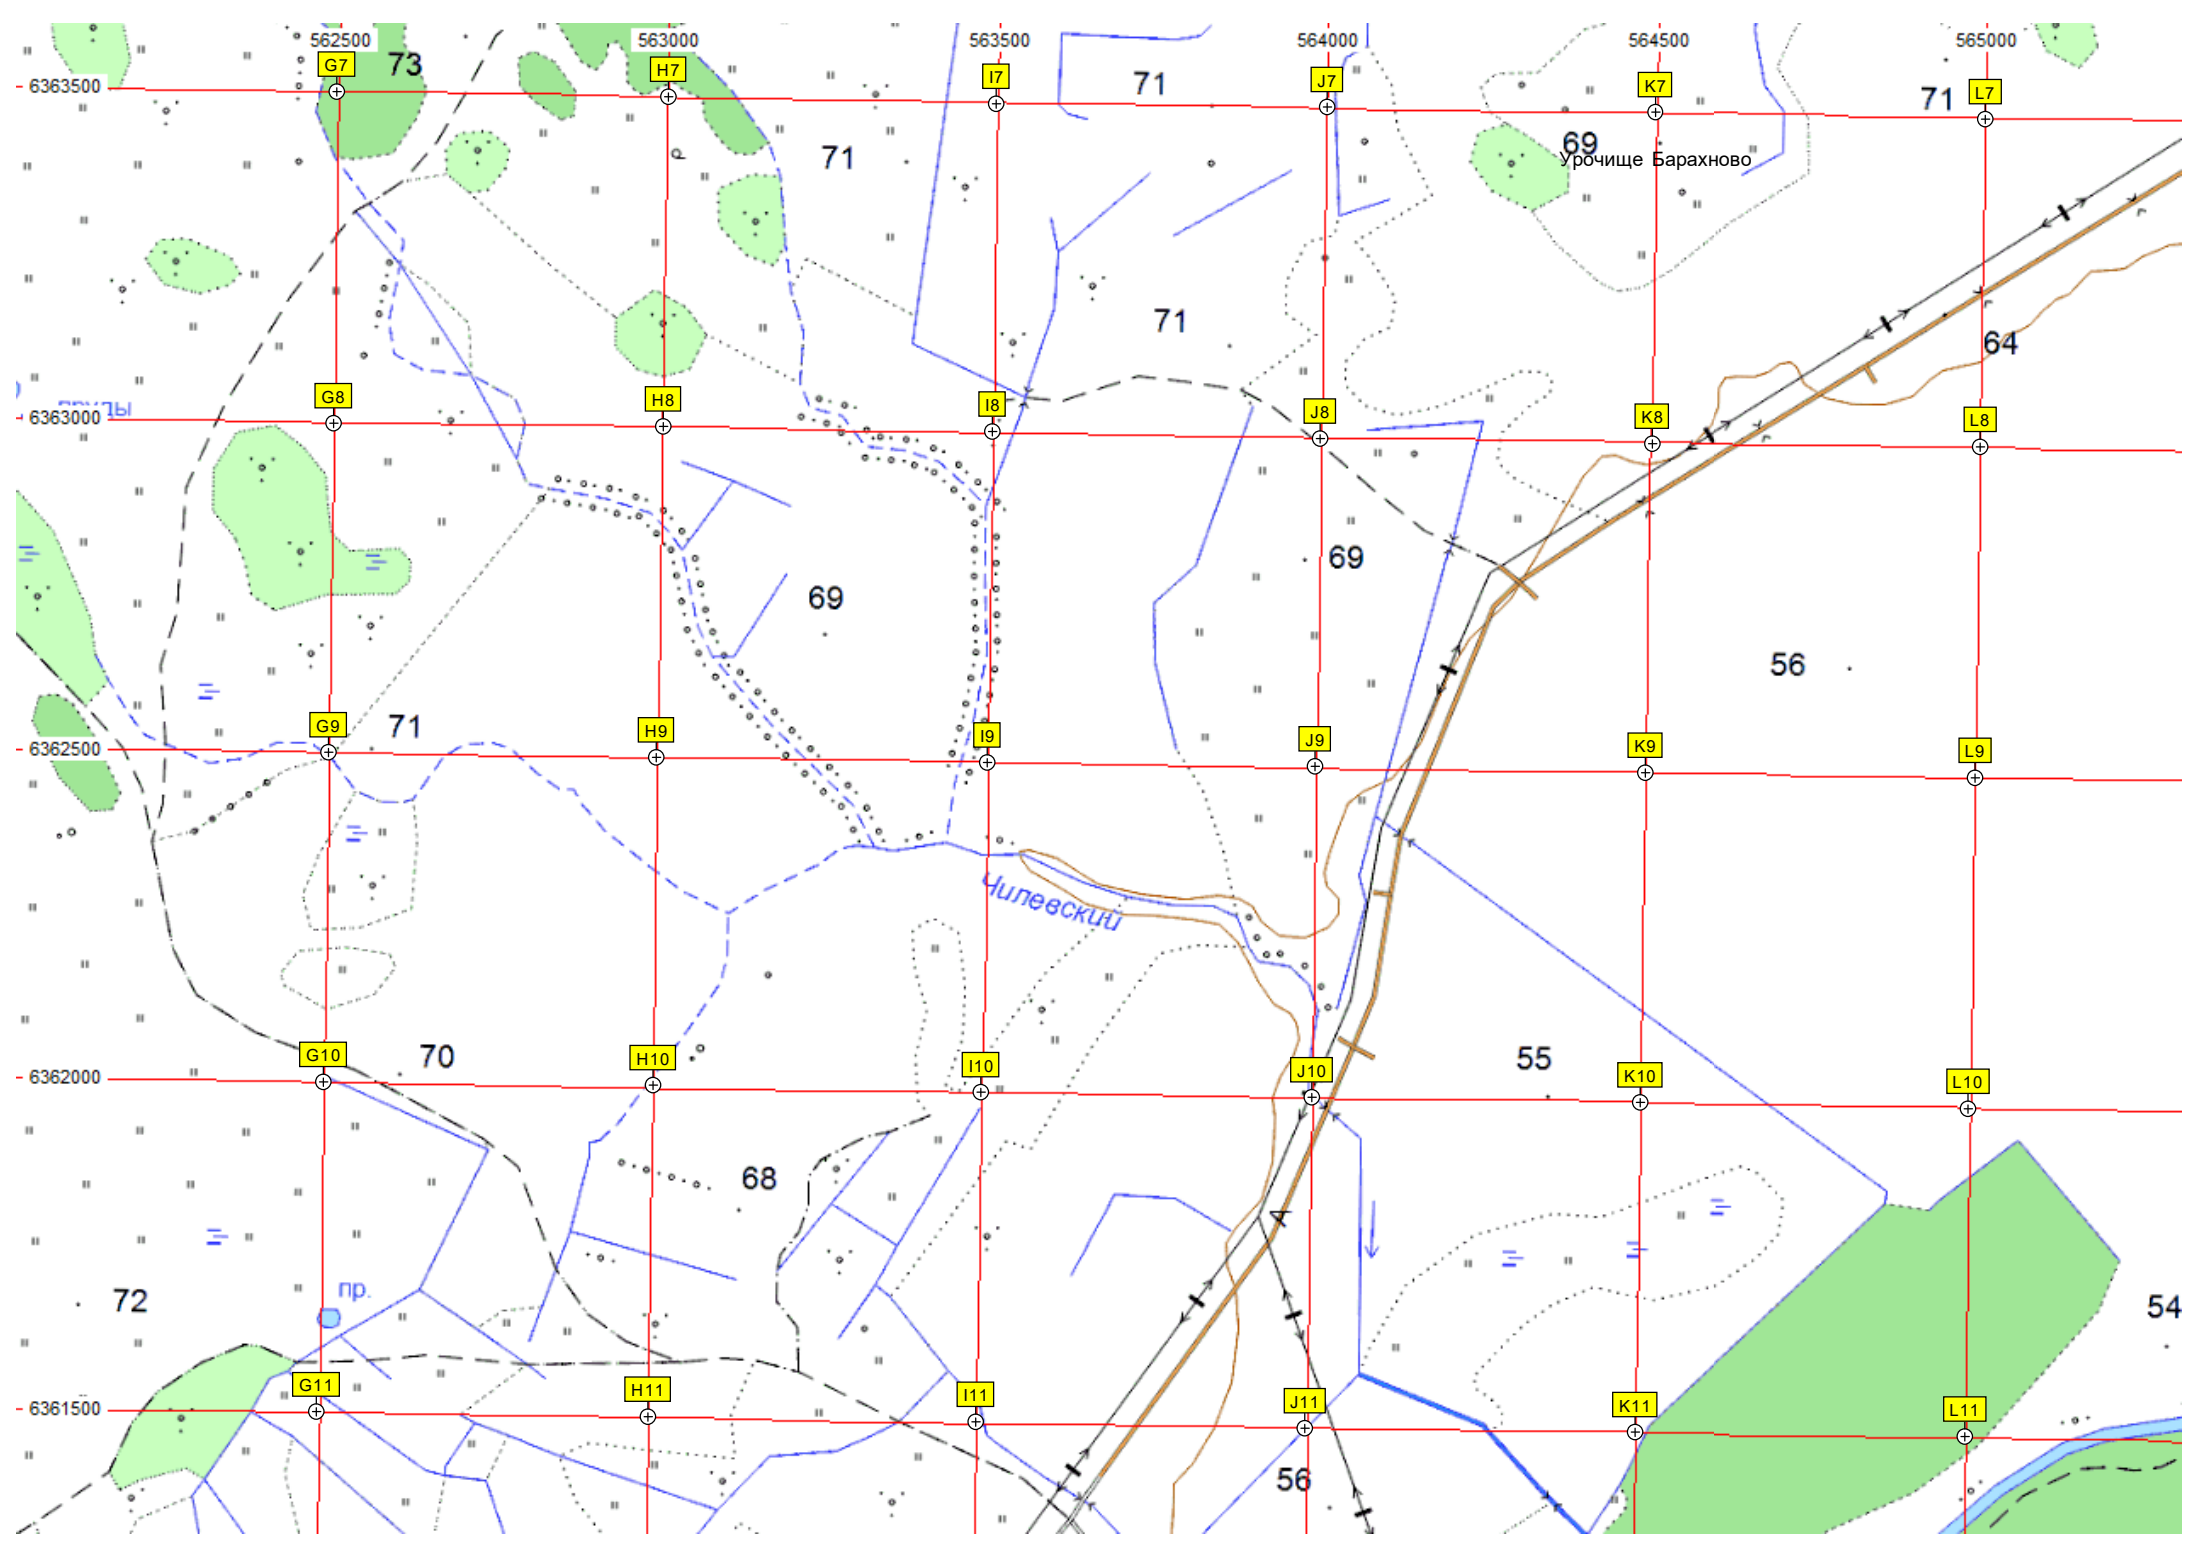 562500 563000 563500 564000 564500 565000
73
G7 H7 I7 J7 K7 L7
6363500
71 71
71 69
Урочище Барахново
71
64
G8 H8 I8 J8 K8 L8
пруды
6363000
69
69
56
G9 H9 I9 J9 K9 L9
71
6362500
Чилевский
G10 H10 I10 J10 K10 L10
70 55
6362000
68
А
пр.
72 54
G11 H11 I11 J11 K11 L11
6361500
56